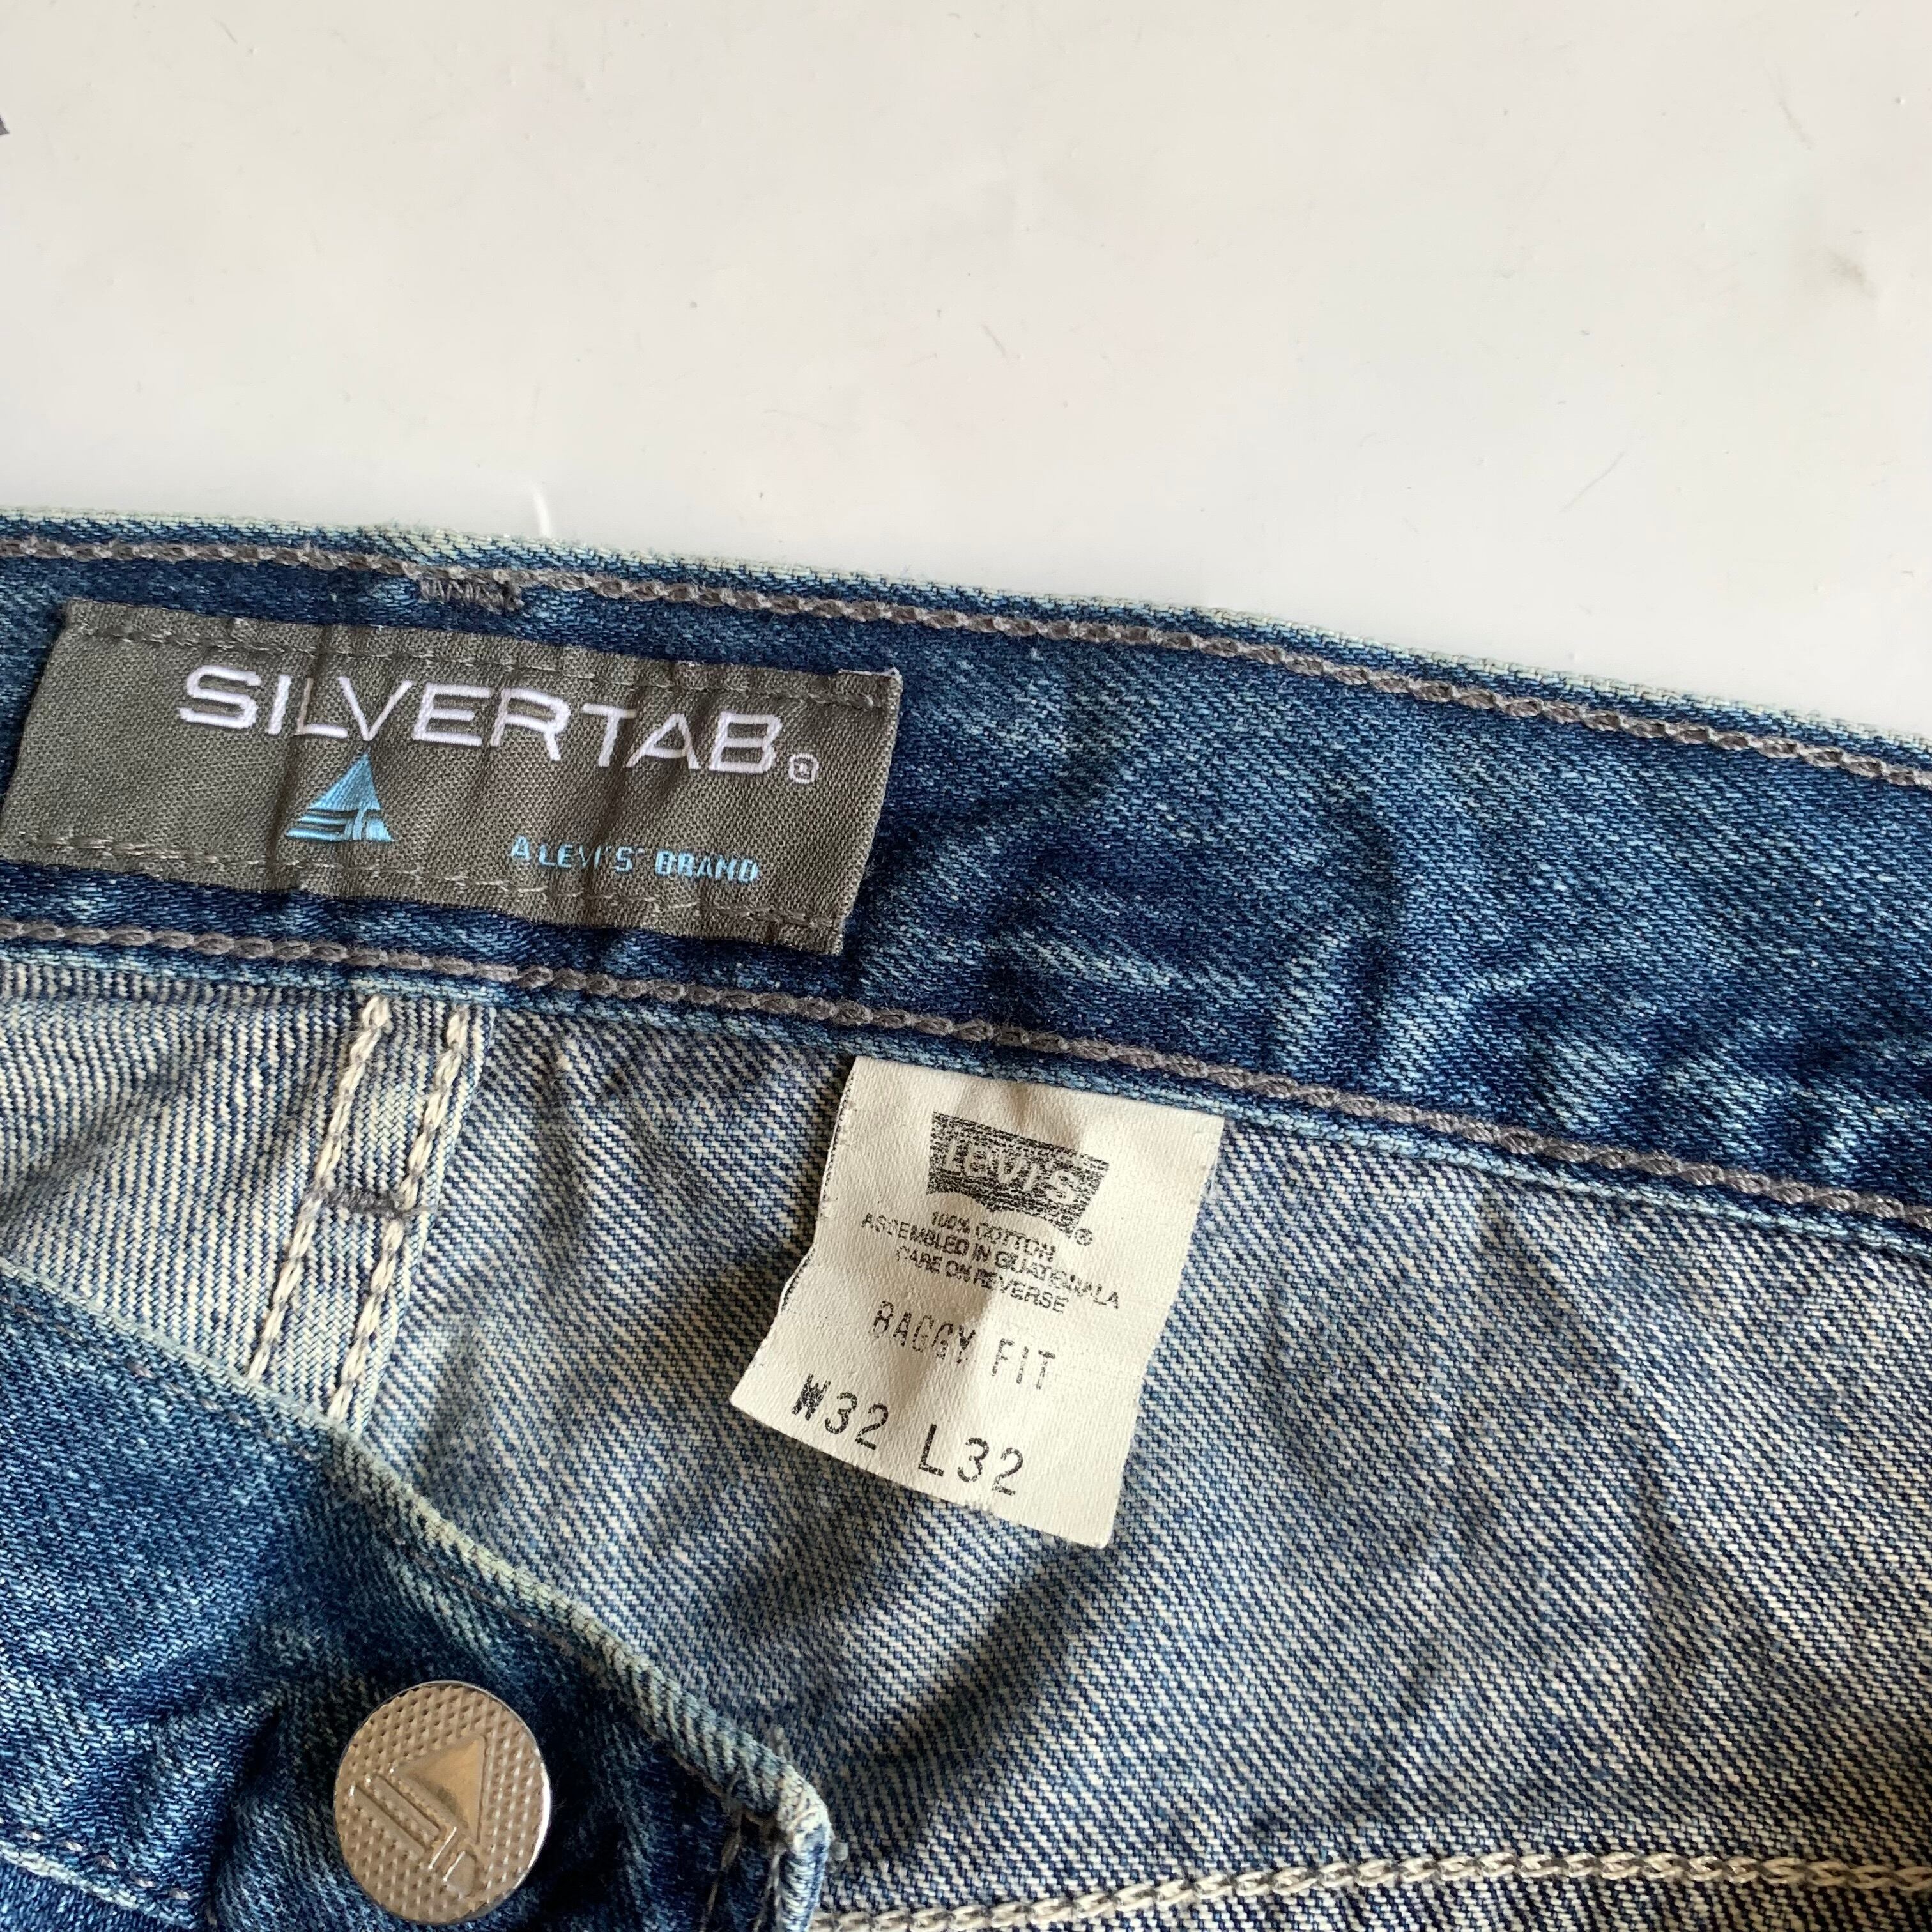 SILVERTAB®
A LEVI'S® BRAND
Levi's®
100% COTTON
ASSEMBLED IN GUATEMALA
CARE ON REVERSE
BAGGY FIT
W32 L32